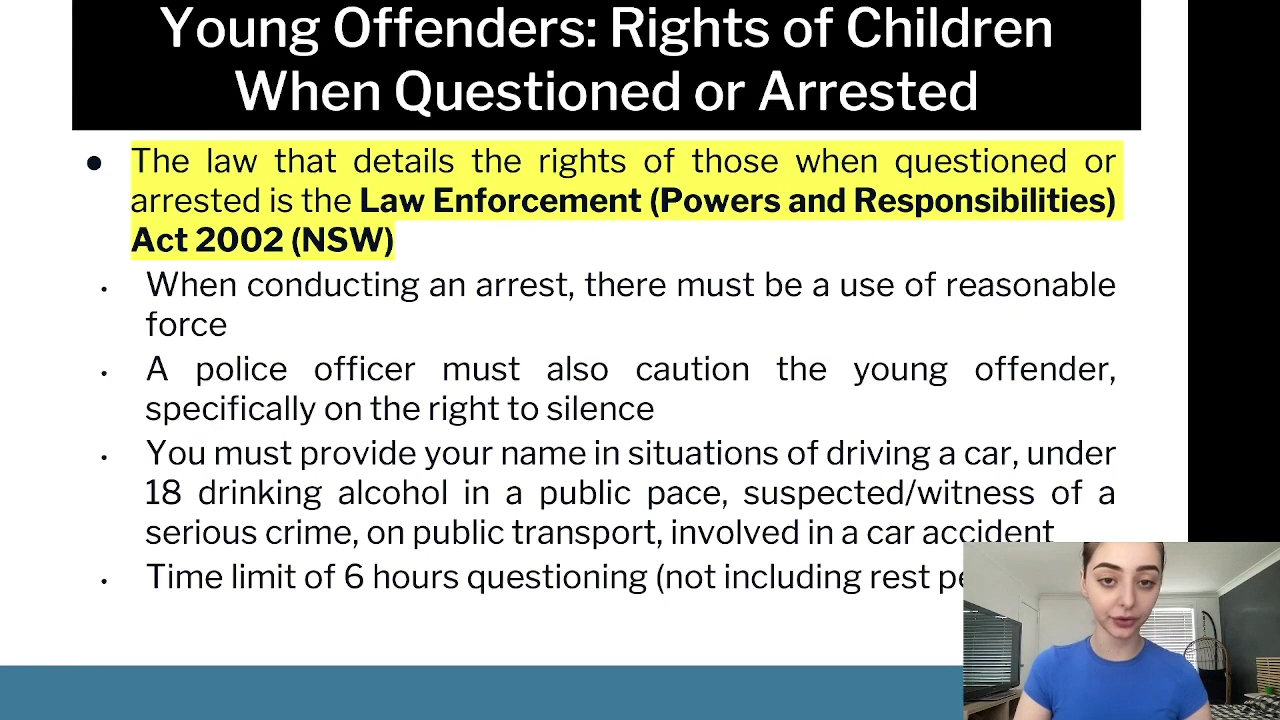 Young Offenders: Rights of Children
When Questioned or Arrested
● The law that details the rights of those when questioned or
arrested is the Law Enforcement (Powers and Responsibilities)
Act 2002 (NSW)
• When conducting an arrest, there must be a use of reasonable
force
• A police officer must also caution the young offender,
specifically on the right to silence
• You must provide your name in situations of driving a car, under
18 drinking alcohol in a public pace, suspected/witness of a
serious crime, on public transport, involved in a car accident
• Time limit of 6 hours questioning (not including rest